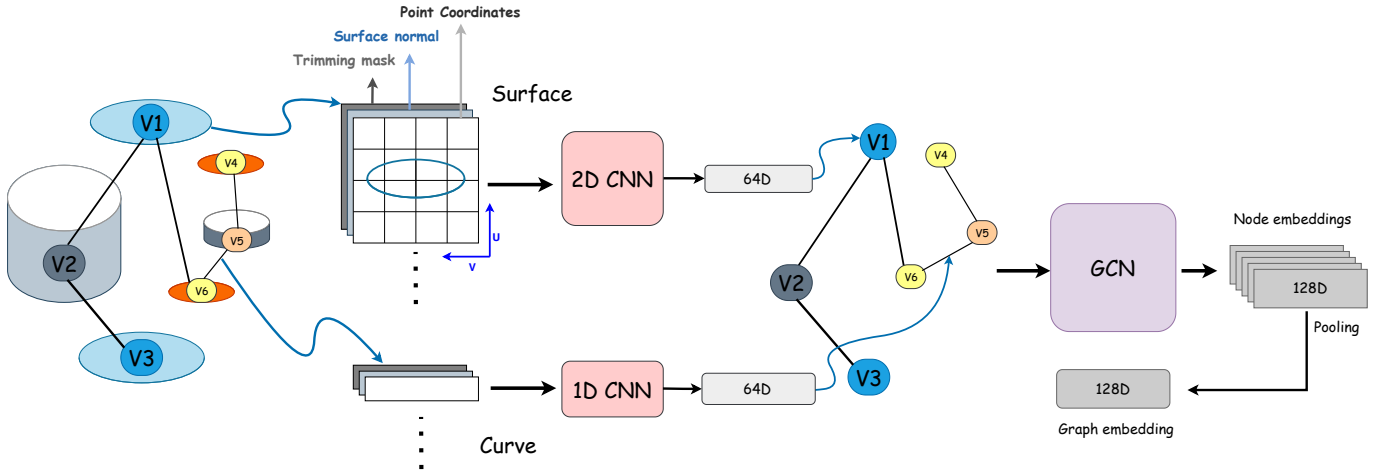 Point Coordinates
Surface normal
Trimming mask
Surface
V1
V4
V5
V2
V6
V3
U
V
2D CNN
64D
V1
V4
V5
V6
V2
V3
GCN
Node embeddings
128D
Pooling
1D CNN
64D
128D
Graph embedding
Curve